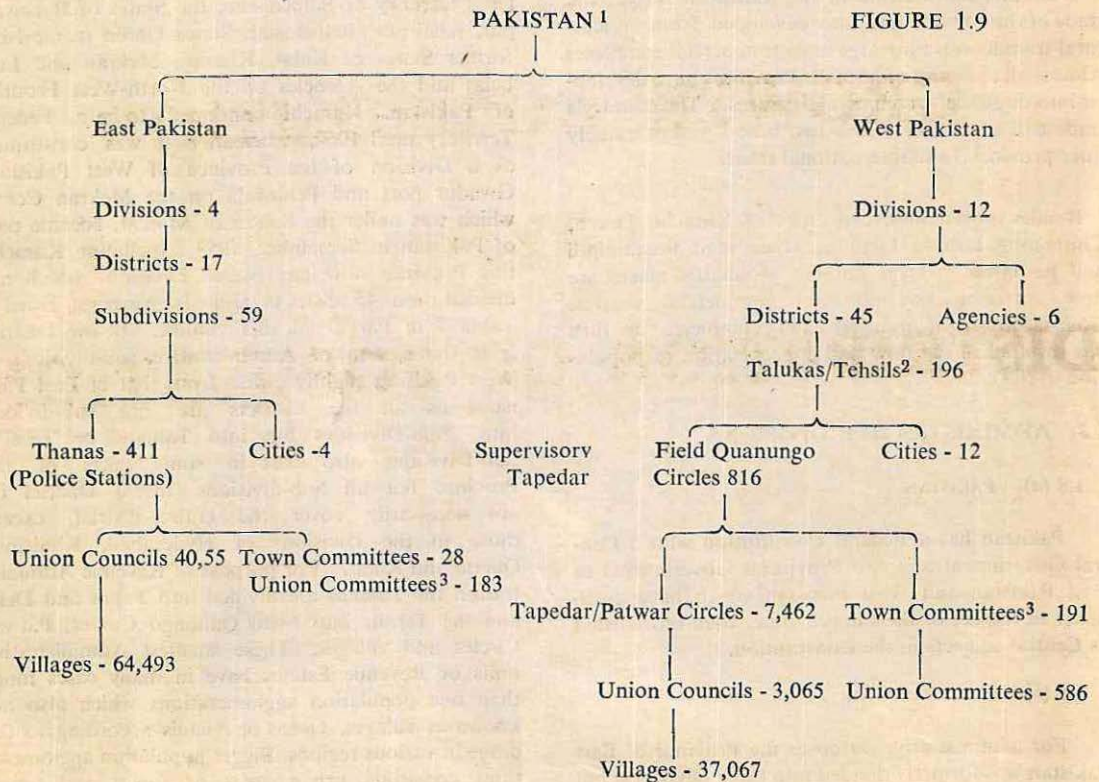 PAKISTAN ¹ FIGURE 1.9
East Pakistan West Pakistan
Divisions - 4 Divisions - 12
Districts - 17
Subdivisions - 59 Districts - 45 Agencies - 6
Talukas/Tehsils² - 196
Thanas - 411 Cities -4 Supervisory Field Quanungo Cities - 12
(Police Stations) Tapedar Circles 816
Union Councils 40,55 Town Committees - 28
Union Committees³ - 183
Tapedar/Patwar Circles - 7,462 Town Committees³ - 191
Villages - 64,493
Union Councils - 3,065 Union Committees - 586
Villages - 37,067